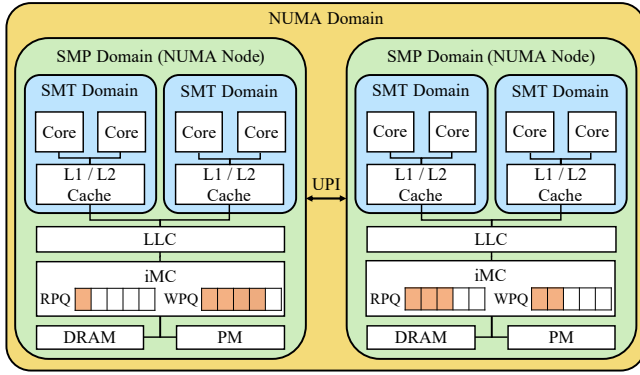 NUMA Domain
SMP Domain (NUMA Node)
SMT Domain
SMT Domain
Core
Core
Core
Core
L1 / L2
Cache
L1 / L2
Cache
LLC
iMC
RPQ
WPQ
DRAM
PM
UPI
SMP Domain (NUMA Node)
SMT Domain
SMT Domain
Core
Core
Core
Core
L1 / L2
Cache
L1 / L2
Cache
LLC
iMC
RPQ
WPQ
DRAM
PM